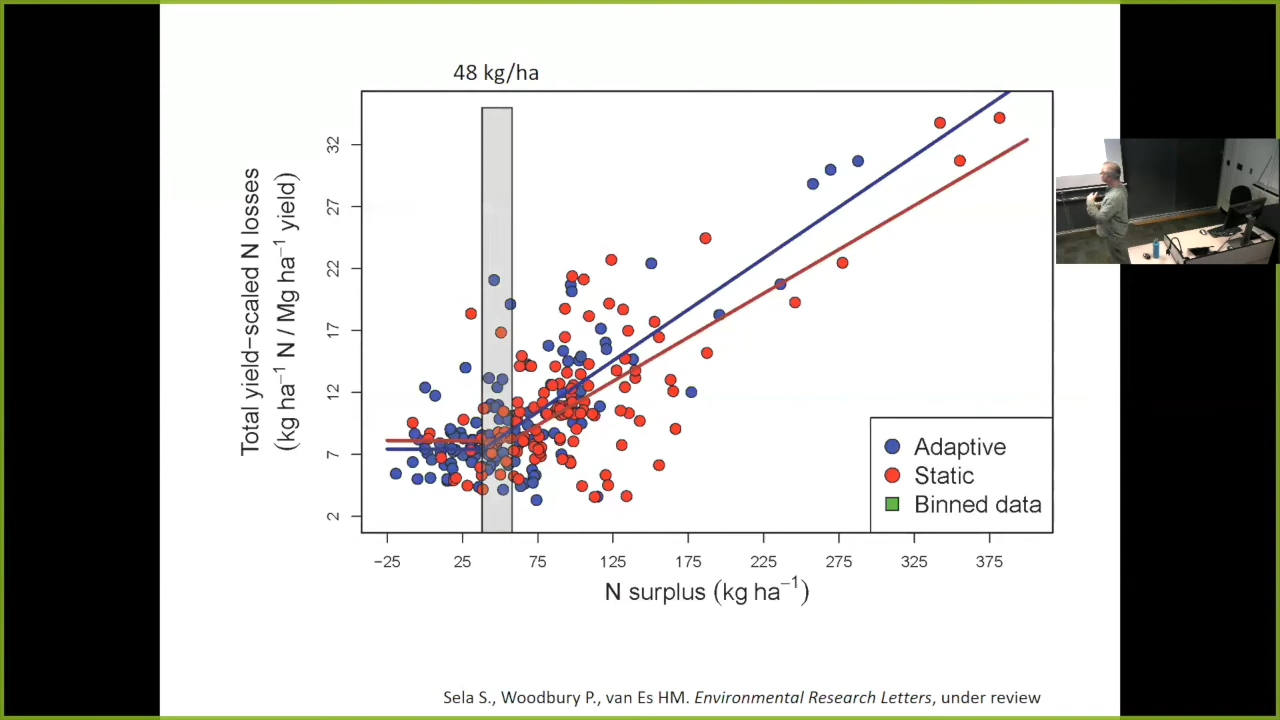 48 kg/ha
Total yield−scaled N losses
(kg ha⁻¹ N / Mg ha⁻¹ yield)
32
27
22
17
12
7
2
Adaptive
Static
Binned data
−25 25 75 125 175 225 275 325 375
N surplus (kg ha⁻¹)
Sela S., Woodbury P., van Es HM. Environmental Research Letters, under review